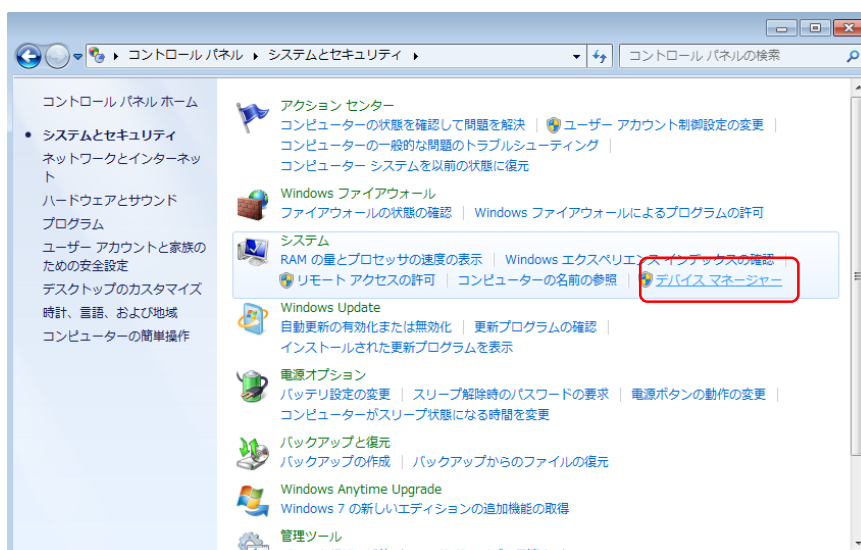 コントロール パネル ▸ システムとセキュリティ ▸
コントロール パネルの検索
コントロール パネル ホーム
• システムとセキュリティ
ネットワークとインターネッ
ト
ハードウェアとサウンド
プログラム
ユーザー アカウントと家族の
ための安全設定
デスクトップのカスタマイズ
時計、言語、および地域
コンピューターの簡単操作
アクション センター
コンピューターの状態を確認して問題を解決 | ユーザー アカウント制御設定の変更 |
コンピューターの一般的な問題のトラブルシューティング |
コンピューター システムを以前の状態に復元
Windows ファイアウォール
ファイアウォールの状態の確認 | Windows ファイアウォールによるプログラムの許可
システム
RAM の量とプロセッサの速度の表示 | Windows エクスペリエンス インデックスの確認 |
リモート アクセスの許可 | コンピューターの名前の参照 | デバイス マネージャー
Windows Update
自動更新の有効化または無効化 | 更新プログラムの確認 |
インストールされた更新プログラムを表示
電源オプション
バッテリ設定の変更 | スリープ解除時のパスワードの要求 | 電源ボタンの動作の変更 |
コンピューターがスリープ状態になる時間を変更
バックアップと復元
バックアップの作成 | バックアップからのファイルの復元
Windows Anytime Upgrade
Windows 7 の新しいエディションの追加機能の取得
管理ツール